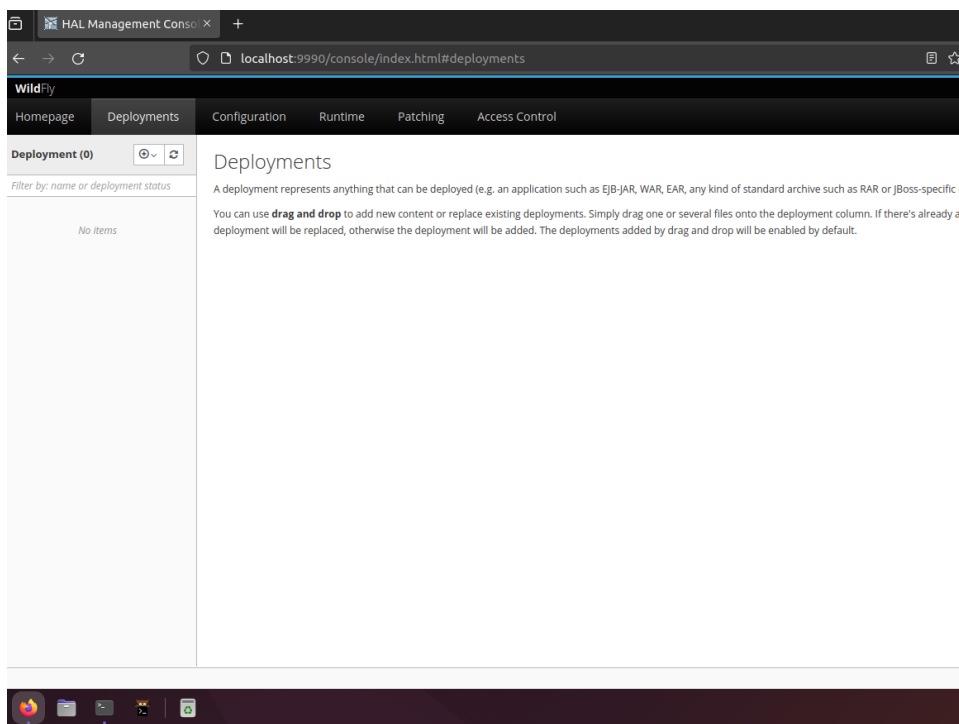 HAL Management Conso
localhost:9990/console/index.html#deployments
WildFly
Homepage Deployments Configuration Runtime Patching Access Control
Deployment (0)
Filter by: name or deployment status
No items
Deployments
A deployment represents anything that can be deployed (e.g. an application such as EJB-JAR, WAR, EAR, any kind of standard archive such as RAR or JBoss-specific
You can use drag and drop to add new content or replace existing deployments. Simply drag one or several files onto the deployment column. If there's already a
deployment will be replaced, otherwise the deployment will be added. The deployments added by drag and drop will be enabled by default.